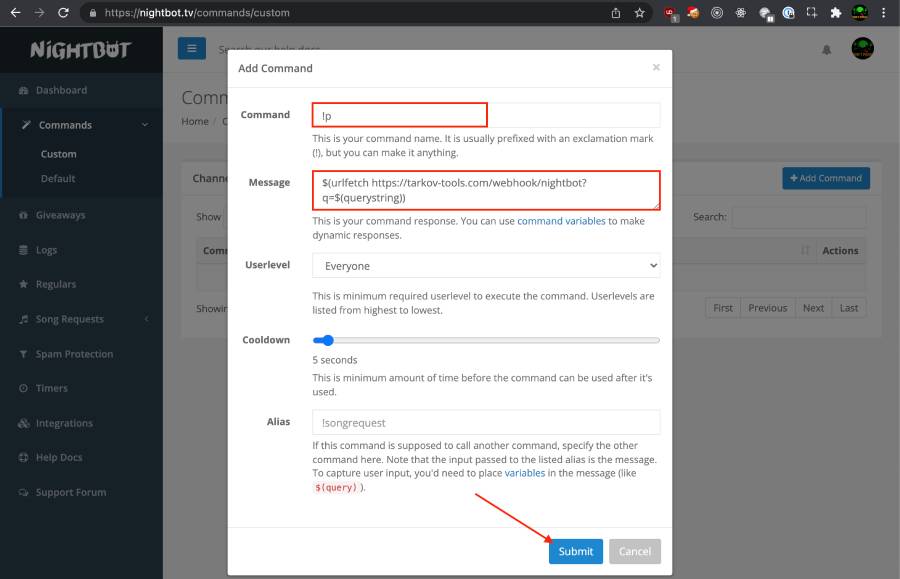 https://nightbot.tv/commands/custom
NiGHTBOT
Search our help docs
Dashboard
Commands
Custom
Default
Giveaways
Logs
Regulars
Song Requests
Spam Protection
Timers
Integrations
Help Docs
Support Forum
Home /
Show
+ Add Command
Search:
Actions
First Previous Next Last
Add Command ×
Command !p
This is your command name. It is usually prefixed with an exclamation mark
(!), but you can make it anything.
Message $(urlfetch https://tarkov-tools.com/webhook/nightbot?
q=$(querystring))
This is your command response. You can use command variables to make
dynamic responses.
Userlevel Everyone
This is minimum required userlevel to execute the command. Userlevels are
listed from highest to lowest.
Cooldown
5 seconds
This is minimum amount of time before the command can be used after it's
used.
Alias !songrequest
If this command is supposed to call another command, specify the other
command here. Note that the input passed to the listed alias is the message.
To capture user input, you'd need to place variables in the message (like
$(query) ).
Submit Cancel